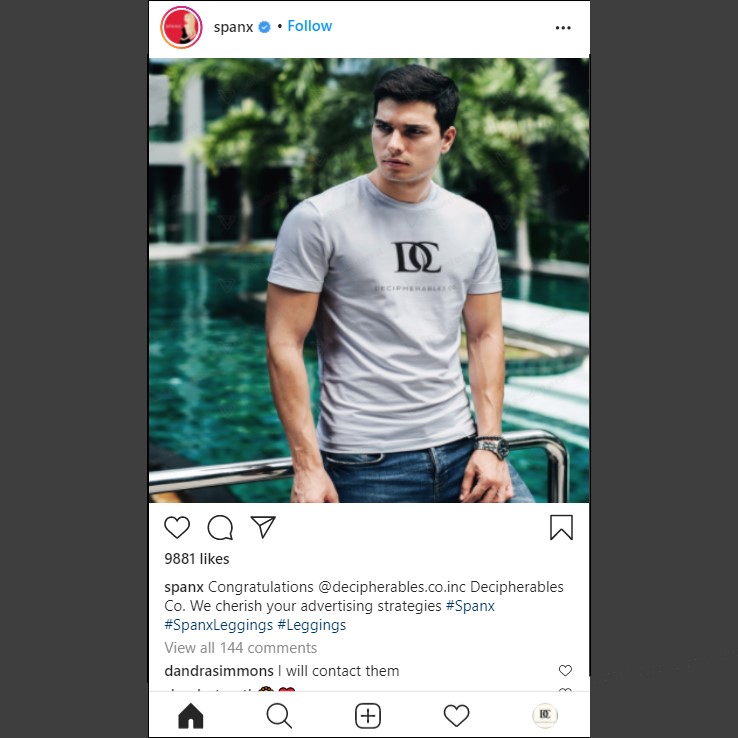 spanx • Follow
DC
DECIPHERABLES CO
9881 likes
spanx Congratulations @decipherables.co.inc Decipherables
Co. We cherish your advertising strategies #Spanx
#SpanxLeggings #Leggings
View all 144 comments
dandrasimmons I will contact them
DC